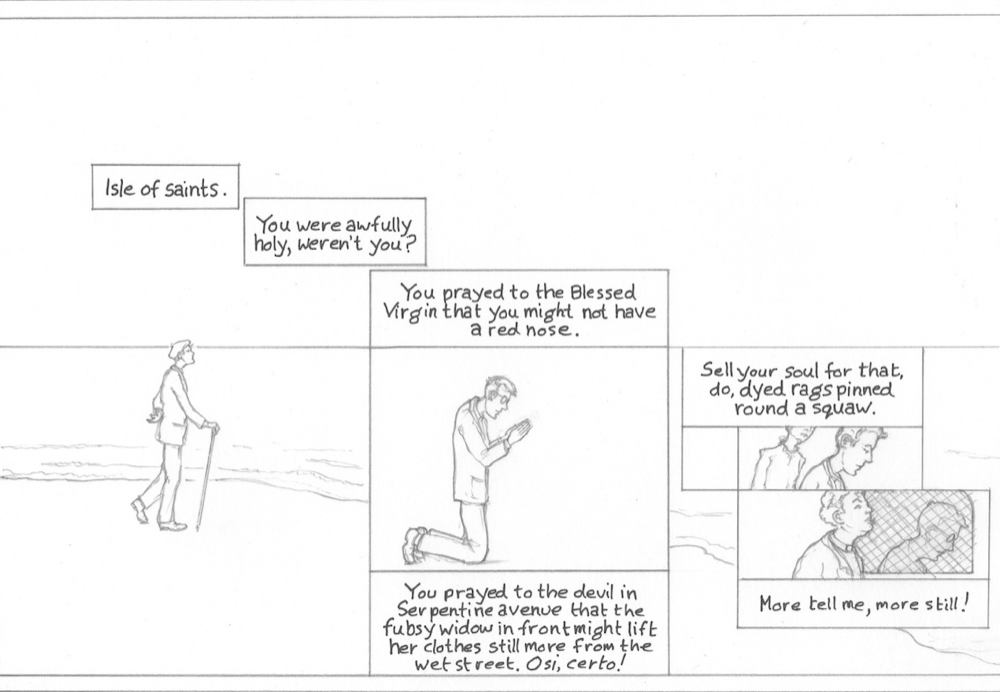 Isle of saints.
You were awfully
holy, weren't you?
You prayed to the Blessed
Virgin that you might not have
a red nose.
You prayed to the devil in
Serpentine avenue that the
fubsy widow in front might lift
her clothes still more from the
wet street. Osi, certo!
Sell your soul for that,
do, dyed rags pinned
round a squaw.
More tell me, more still!